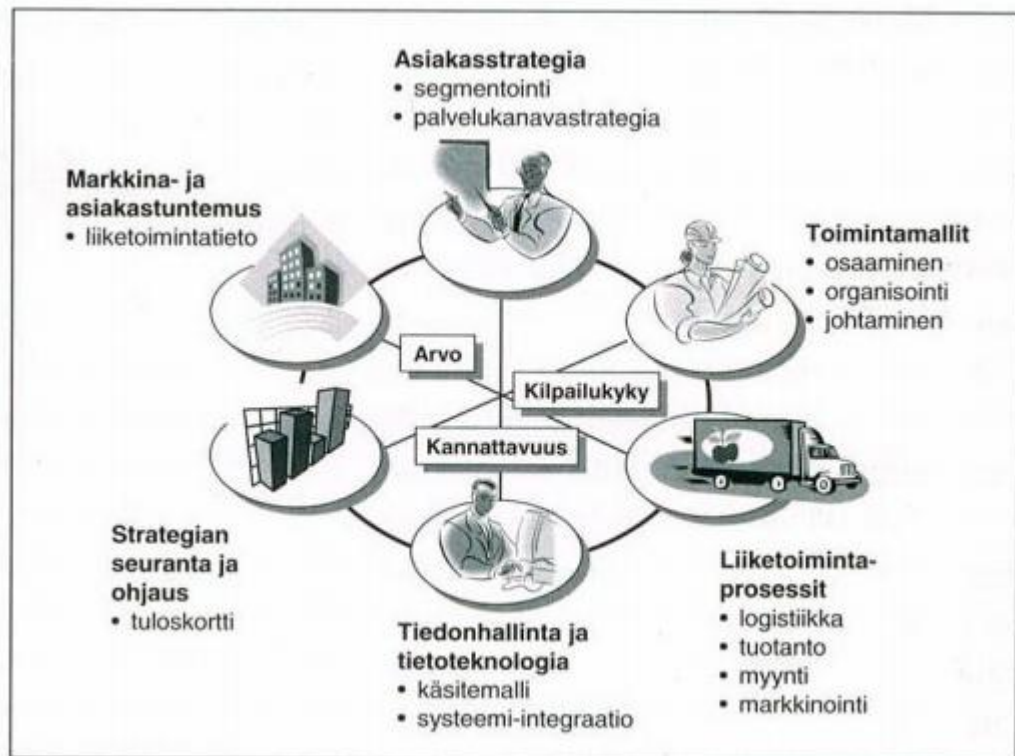 Asiakasstrategia
• segmentointi
• palvelukanavastrategia
Markkina- ja
asiakastuntemus
• liiketoimintatieto
Toimintamallit
• osaaminen
• organisointi
• johtaminen
Arvo
Kilpailukyky
Kannattavuus
Strategian
seuranta ja
ohjaus
• tuloskortti
Tiedonhallinta ja
tietoteknologia
• käsitemalli
• systeemi-integraatio
Liiketoiminta-
prosessit
• logistiikka
• tuotanto
• myynti
• markkinointi